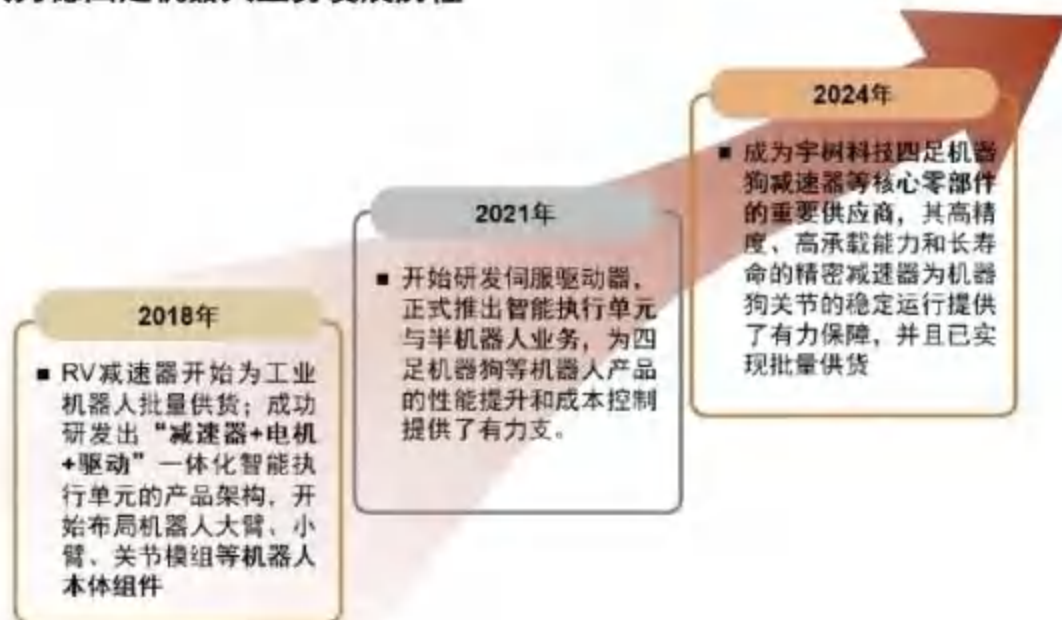 2018年
■ RV减速器开始为工业
机器人批量供货；成功
研发出“减速器+电机
+驱动”一体化智能执
行单元的产品架构，开
始布局机器人大臂、小
臂、关节模组等机器人
本体组件
2021年
■ 开始研发伺服驱动器，
正式推出智能执行单元
与半机器人业务，为四
足机器狗等机器人产品
的性能提升和成本控制
提供了有力支。
2024年
■ 成为宇树科技四足机器
狗减速器等核心零部件
的重要供应商，其高精
度、高承载能力和长寿
命的精密减速器为机器
狗关节的稳定运行提供
了有力保障，并且已实
现批量供货